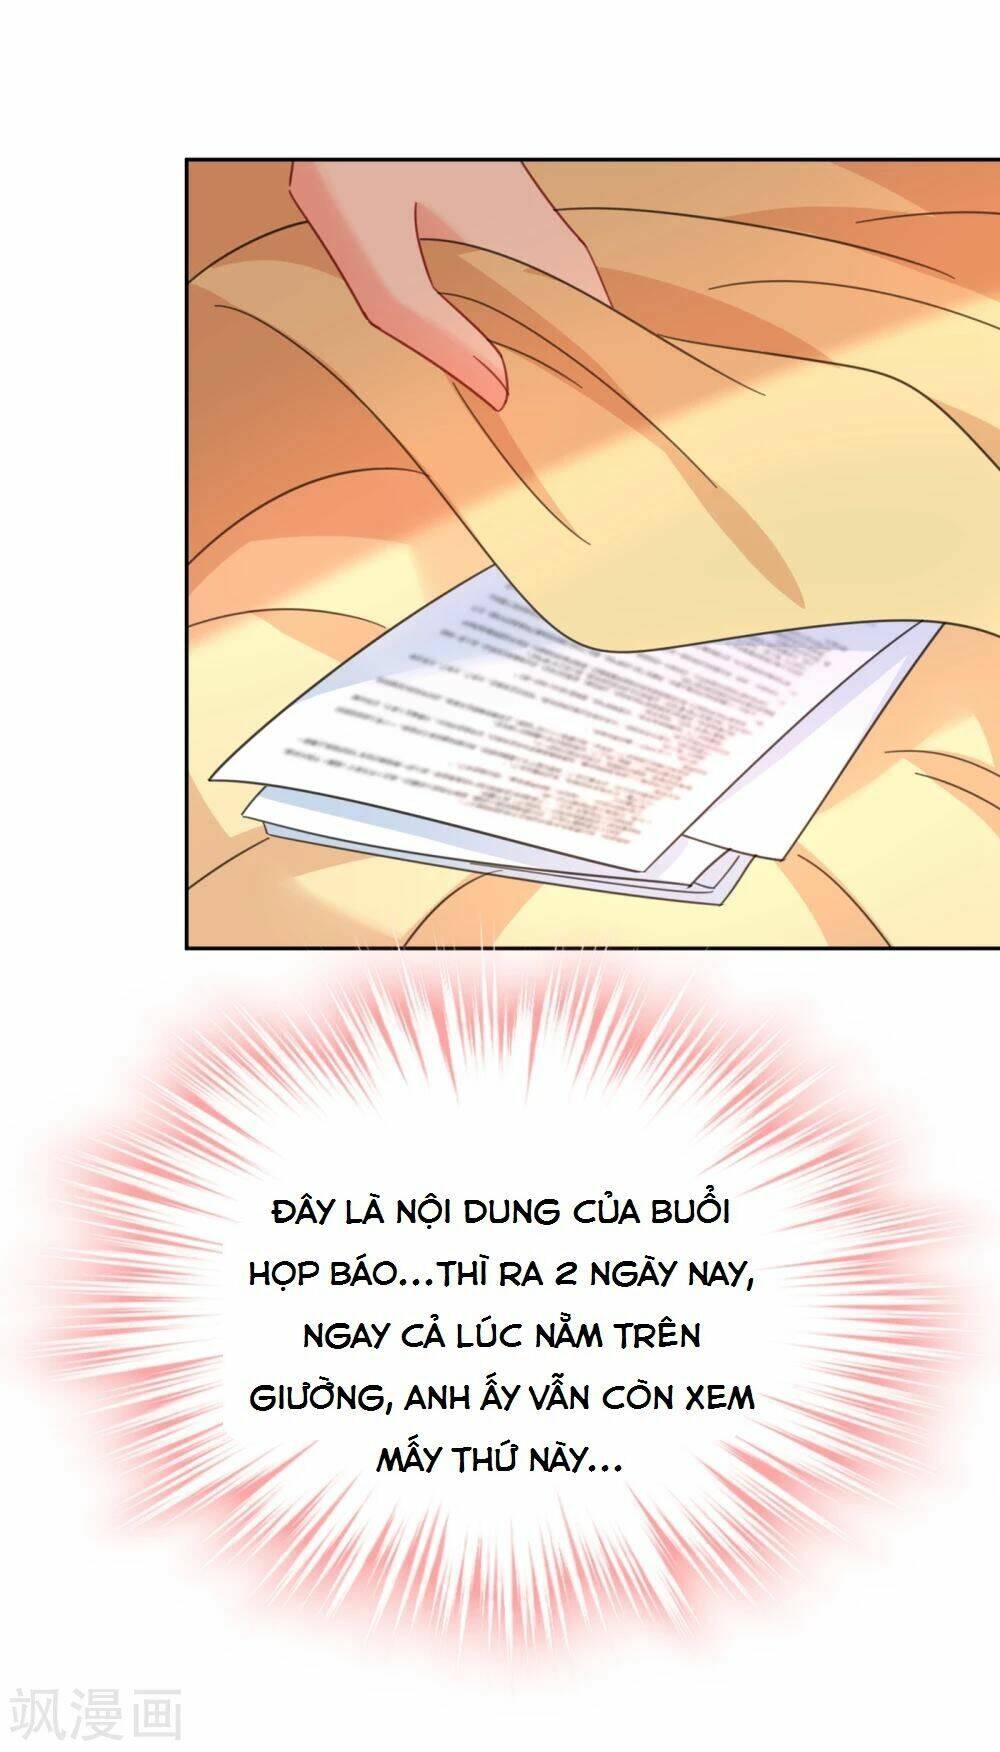 ĐÂY LÀ NỘI DUNG CỦA BUỔI
HỌP BÁO...THÌ RA 2 NGÀY NAY,
NGAY CẢ LÚC NẰM TRÊN
GIƯỜNG, ANH ẤY VẪN CÒN XEM
MẤY THỨ NÀY...
飒漫画